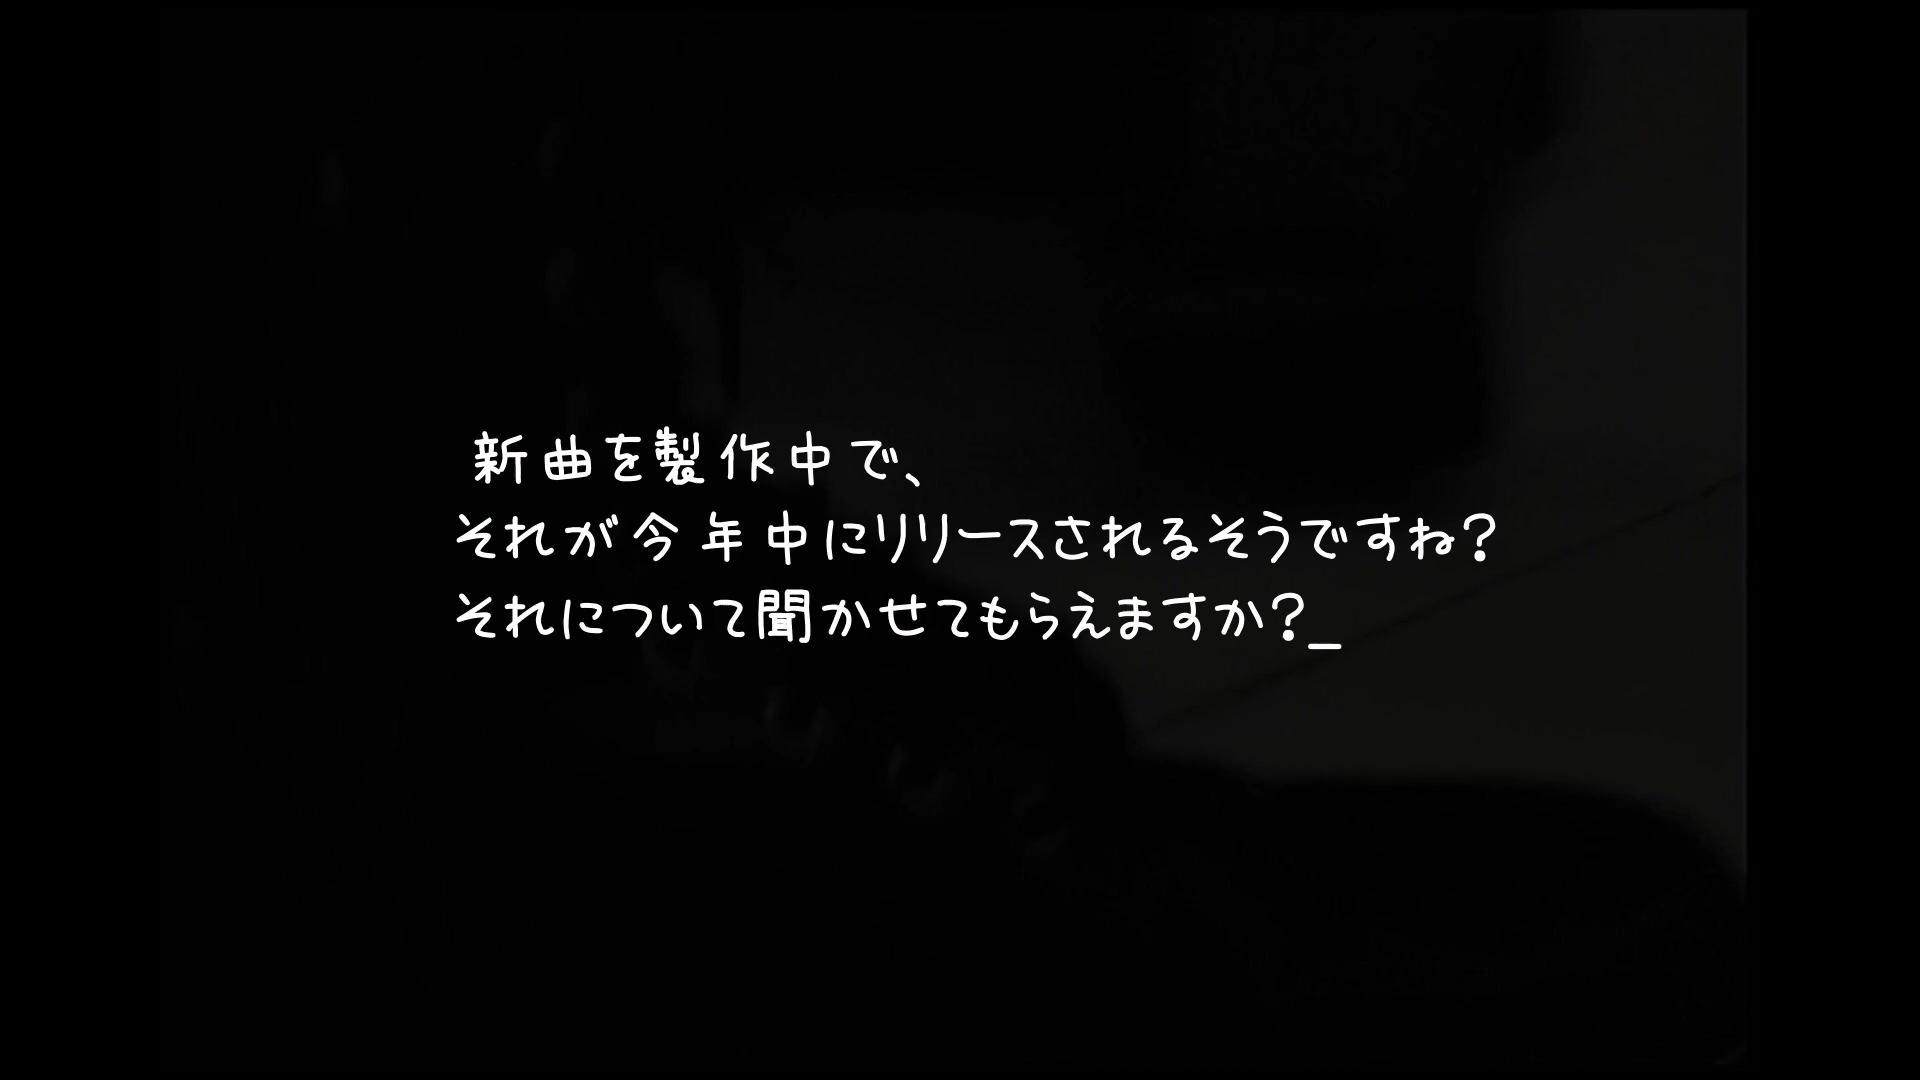 新曲を製作中で、
それが今年中にリリースされるそうですね?
それについて聞かせてもらえますか?_